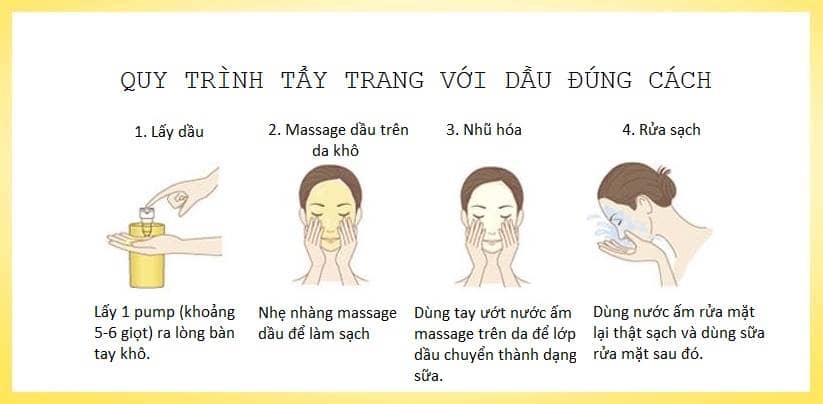 QUY TRÌNH TẨY TRANG VỚI DẦU ĐÚNG CÁCH
1. Lấy dầu
2. Massage dầu trên
da khô
3. Nhũ hóa
4. Rửa sạch
Lấy 1 pump (khoảng
5-6 giọt) ra lòng bàn
tay khô.
Nhẹ nhàng massage
dầu để làm sạch
Dùng tay ướt nước ấm
massage trên da để lớp
dầu chuyển thành dạng
sữa.
Dùng nước ấm rửa mặt
lại thật sạch và dùng sữa
rửa mặt sau đó.